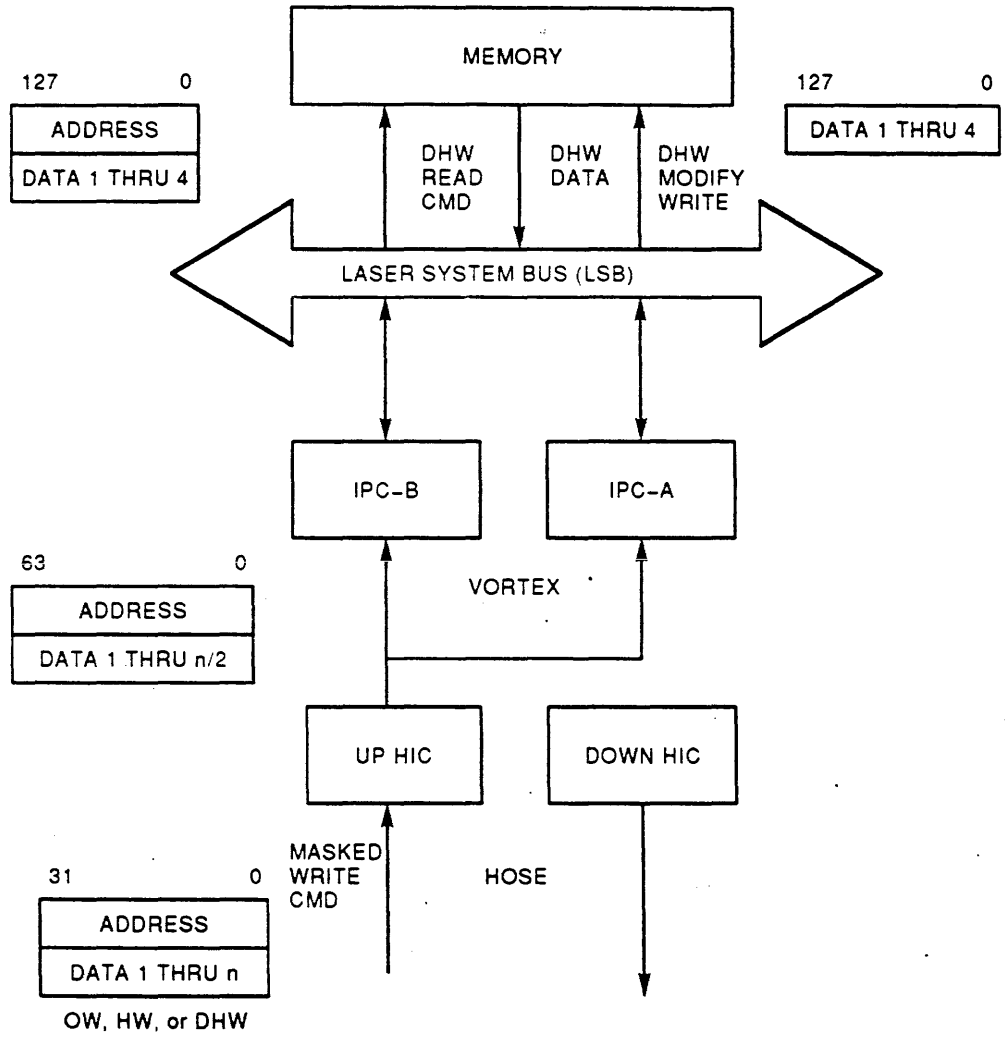 MEMORY
127 0
ADDRESS
DATA 1 THRU 4
127 0
DATA 1 THRU 4
DHW
READ
CMD
DHW
DATA
DHW
MODIFY
WRITE
LASER SYSTEM BUS (LSB)
IPC-B
IPC-A
63 0
ADDRESS
DATA 1 THRU n/2
VORTEX
UP HIC
DOWN HIC
MASKED
WRITE
CMD
HOSE
31 0
ADDRESS
DATA 1 THRU n
OW, HW, or DHW